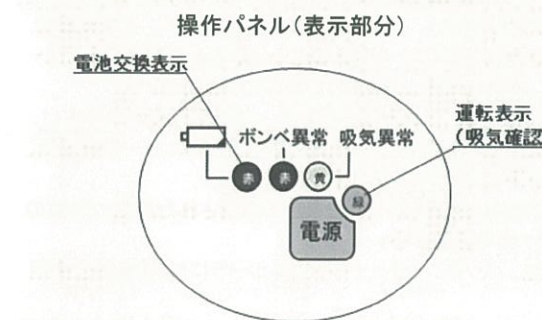 操作パネル(表示部分)
電池交換表示
運転表示
(吸気確認
ボンベ異常 吸気異常
赤 赤 黄
緑
電源